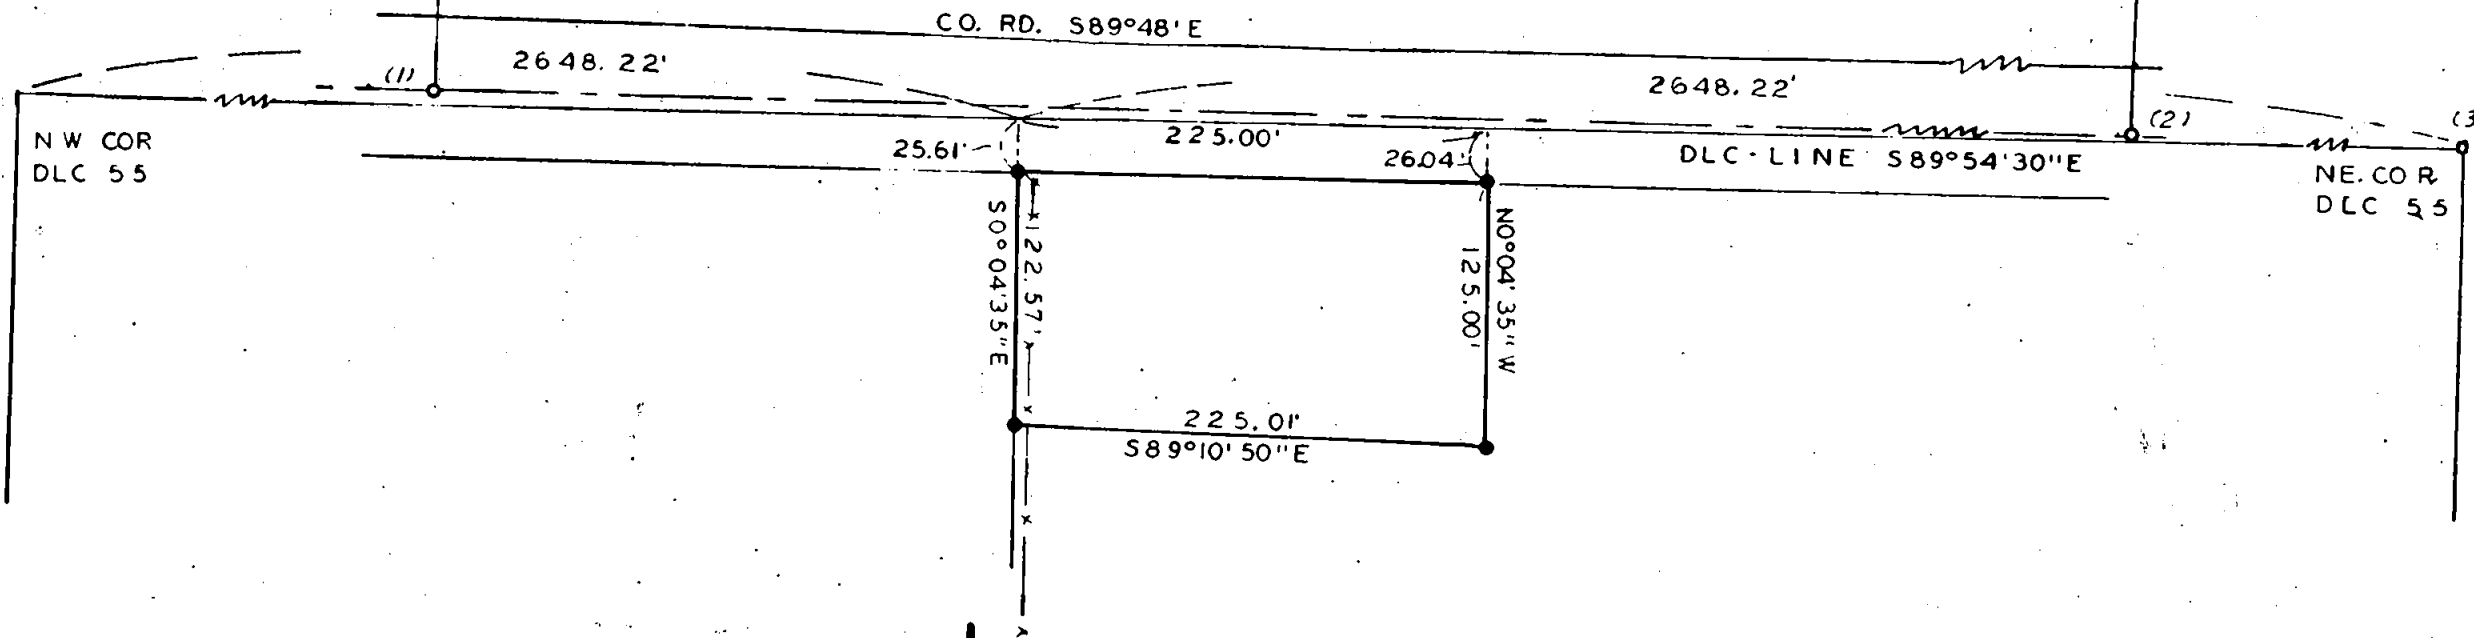 CO. RD. S89°48'E
(1)
2648.22'
2648.22'
(2)
(3
NW COR
DLC 55
25.61'
225.00'
26.04'
DLC-LINE S89°54'30"E
NE. COR
DLC 55
S0°04'35"E
122.57'
125.00'
N0°04'35"W
225.01'
S89°10'50"E